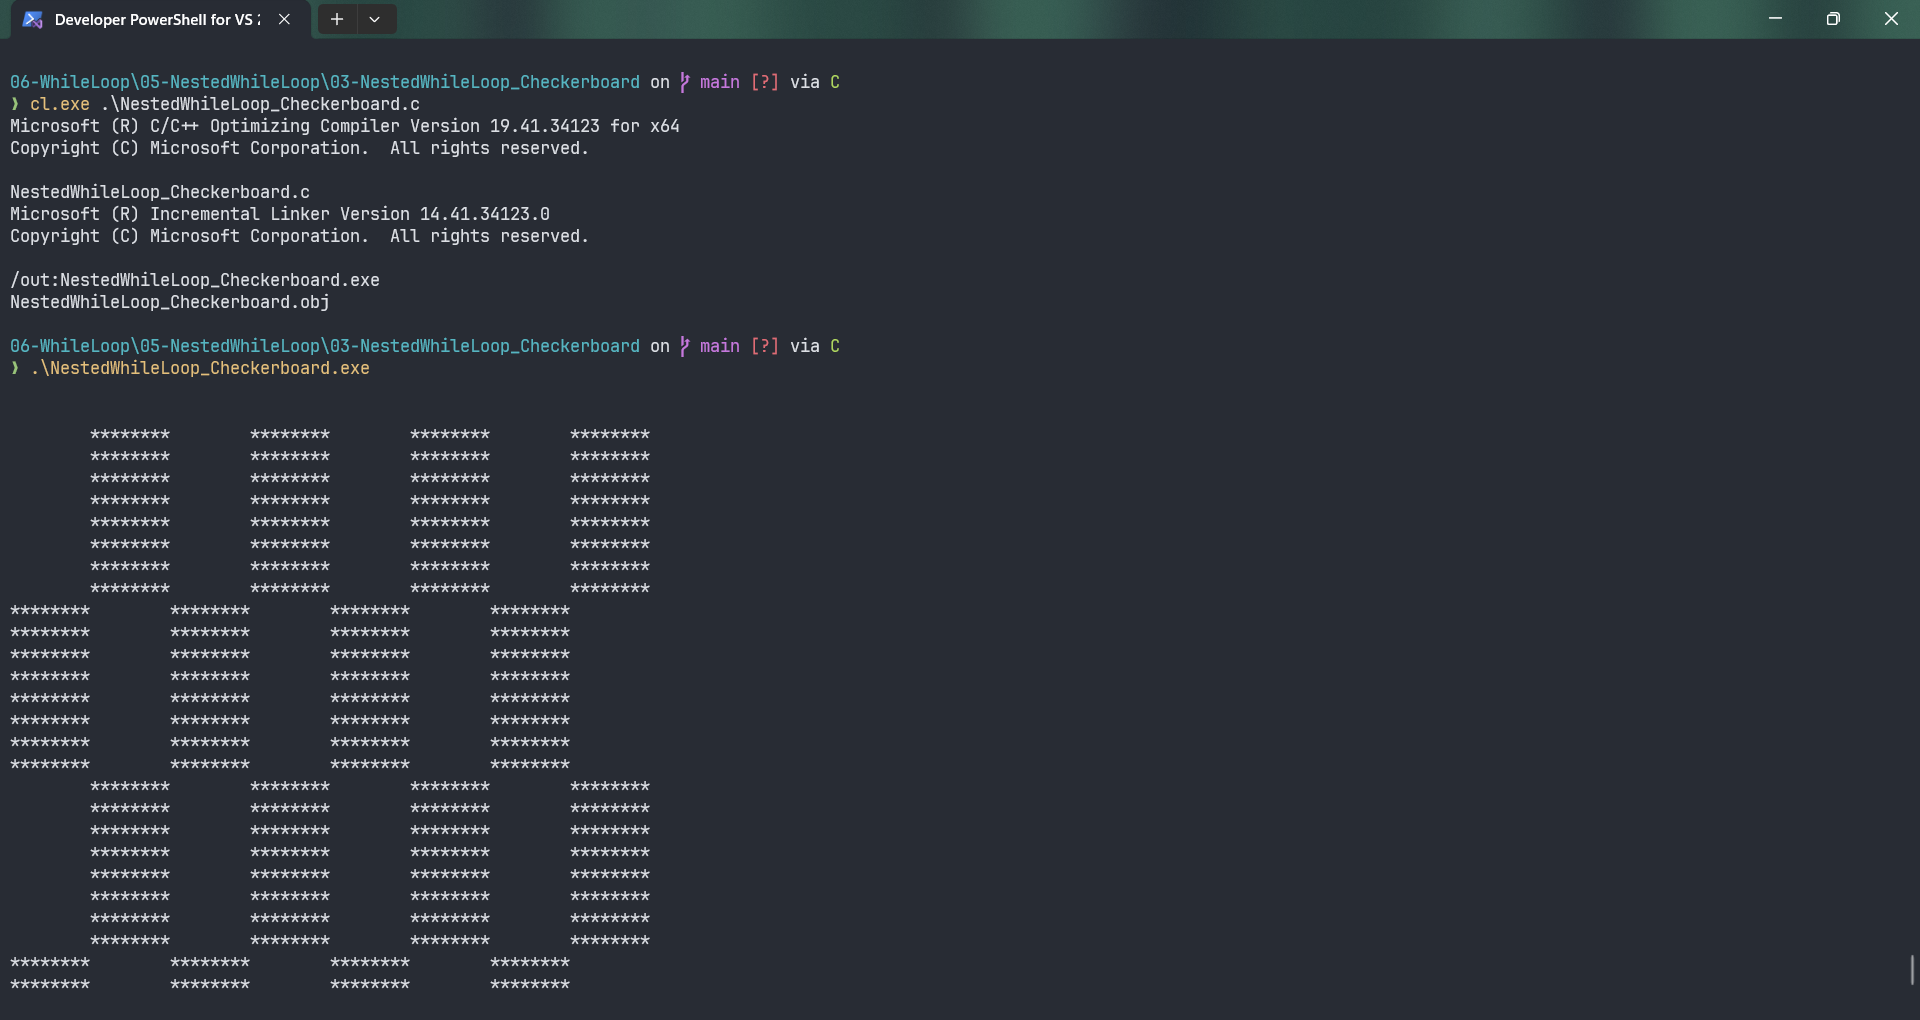 Developer PowerShell for VS 2
06-WhileLoop\05-NestedWhileLoop\03-NestedWhileLoop_Checkerboard on main [?] via C
❯ cl.exe .\NestedWhileLoop_Checkerboard.c
Microsoft (R) C/C++ Optimizing Compiler Version 19.41.34123 for x64
Copyright (C) Microsoft Corporation.  All rights reserved.
NestedWhileLoop_Checkerboard.c
Microsoft (R) Incremental Linker Version 14.41.34123.0
Copyright (C) Microsoft Corporation.  All rights reserved.
/out:NestedWhileLoop_Checkerboard.exe
NestedWhileLoop_Checkerboard.obj
06-WhileLoop\05-NestedWhileLoop\03-NestedWhileLoop_Checkerboard on main [?] via C
❯ .\NestedWhileLoop_Checkerboard.exe
        ********        ********        ********        ********
        ********        ********        ********        ********
        ********        ********        ********        ********
        ********        ********        ********        ********
        ********        ********        ********        ********
        ********        ********        ********        ********
        ********        ********        ********        ********
        ********        ********        ********        ********
********        ********        ********        ********
********        ********        ********        ********
********        ********        ********        ********
********        ********        ********        ********
********        ********        ********        ********
********        ********        ********        ********
********        ********        ********        ********
********        ********        ********        ********
        ********        ********        ********        ********
        ********        ********        ********        ********
        ********        ********        ********        ********
        ********        ********        ********        ********
        ********        ********        ********        ********
        ********        ********        ********        ********
        ********        ********        ********        ********
        ********        ********        ********        ********
********        ********        ********        ********
********        ********        ********        ********